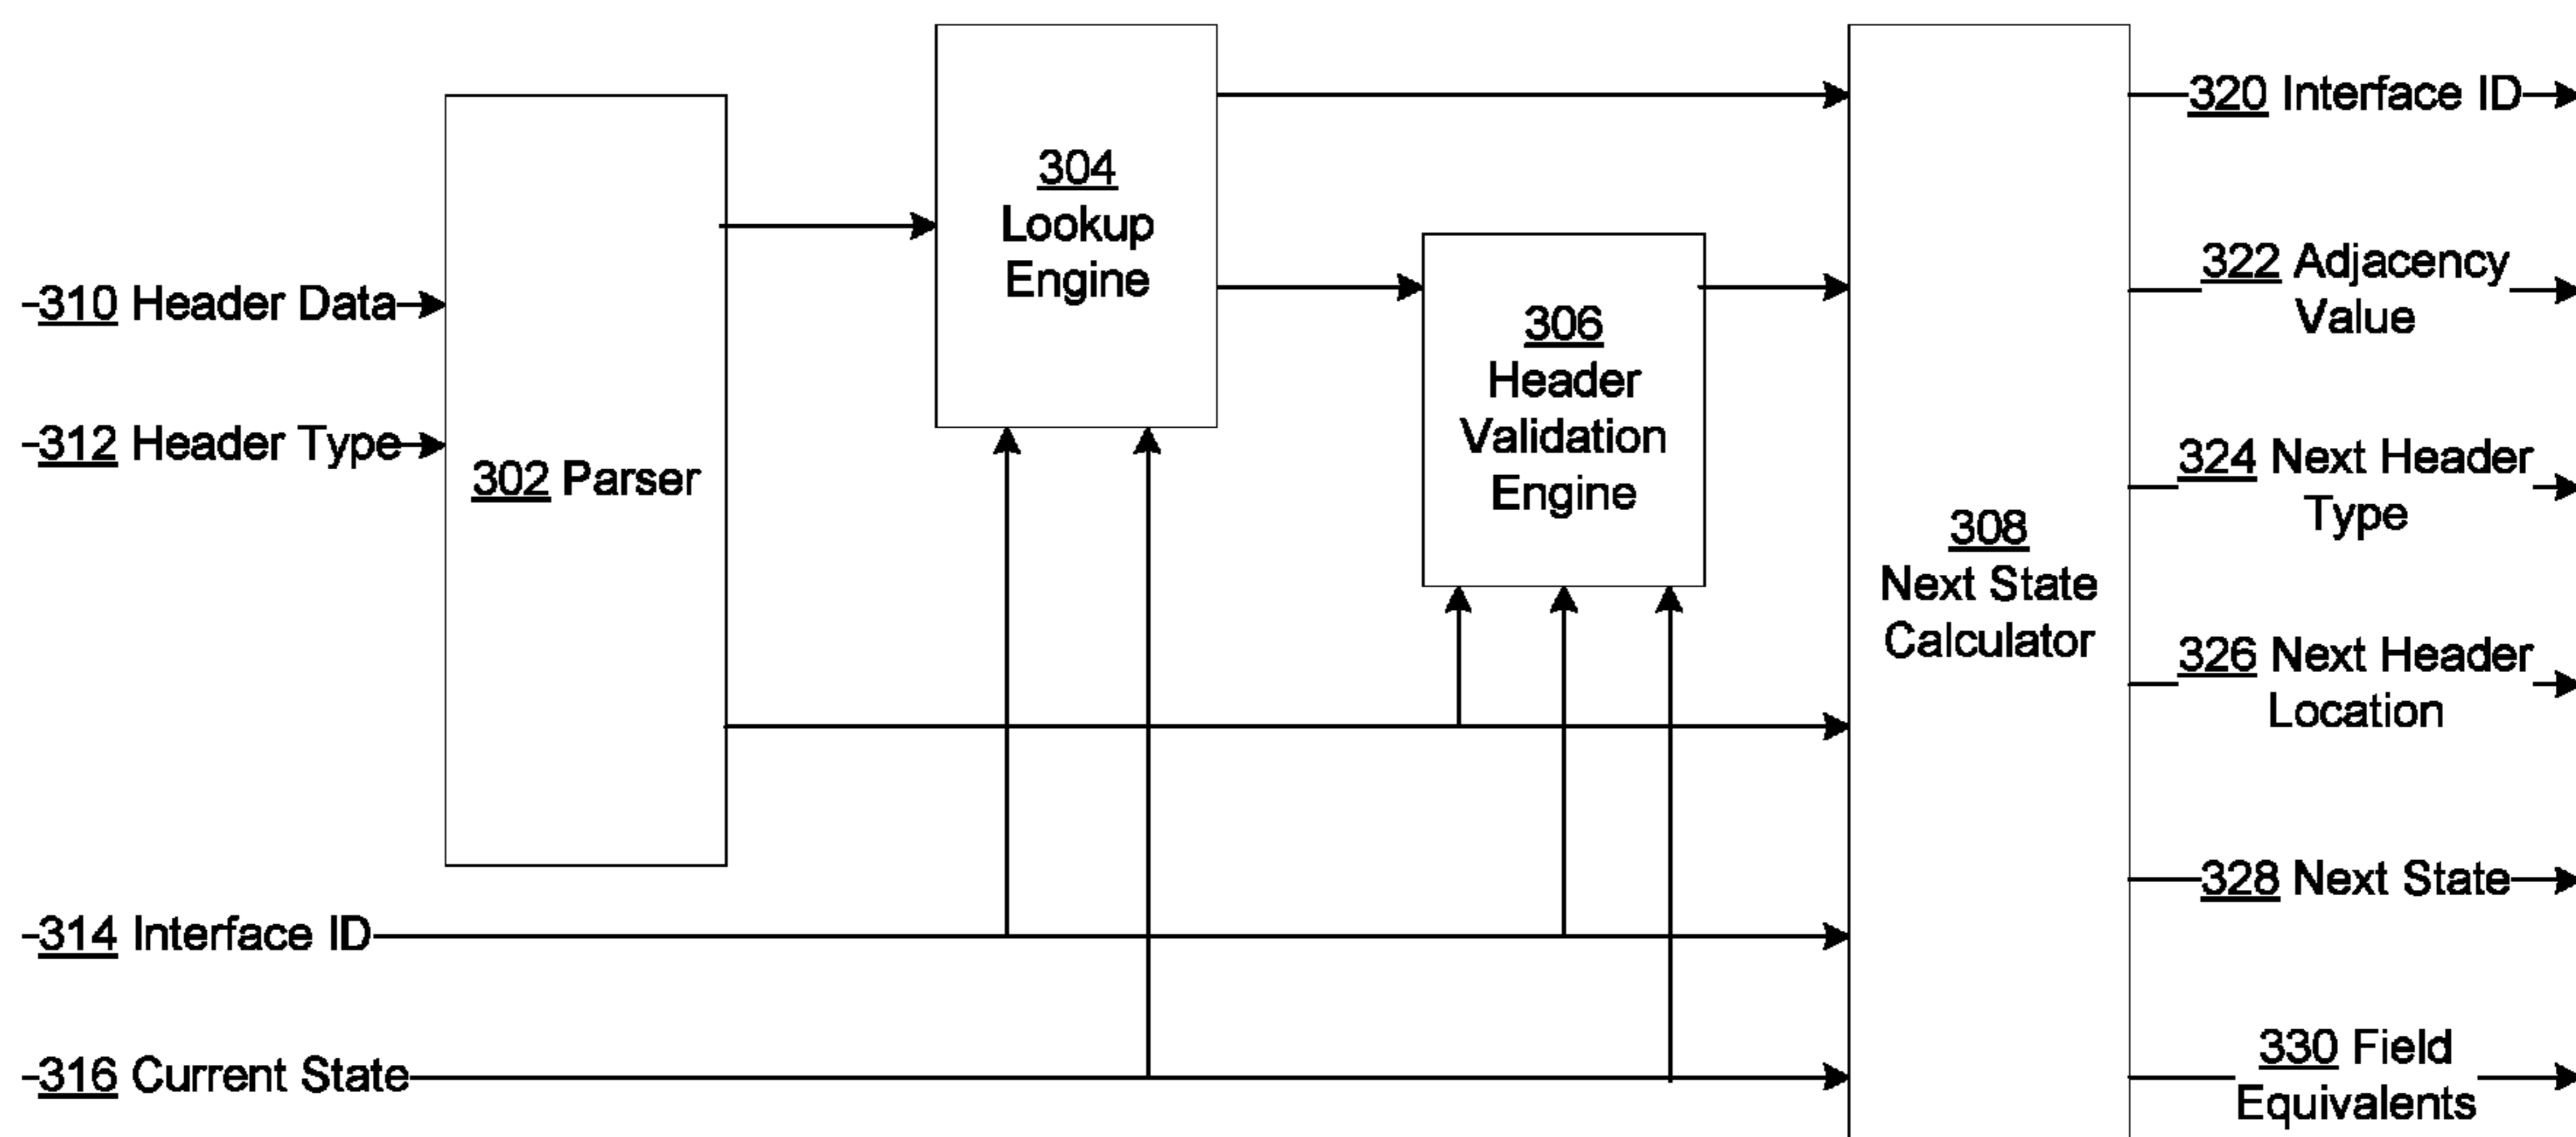 310 Header Data
312 Header Type
314 Interface ID
316 Current State
302 Parser
304
Lookup
Engine
306
Header
Validation
Engine
308
Next State
Calculator
320 Interface ID
322 Adjacency
Value
324 Next Header
Type
326 Next Header
Location
328 Next State
330 Field
Equivalents